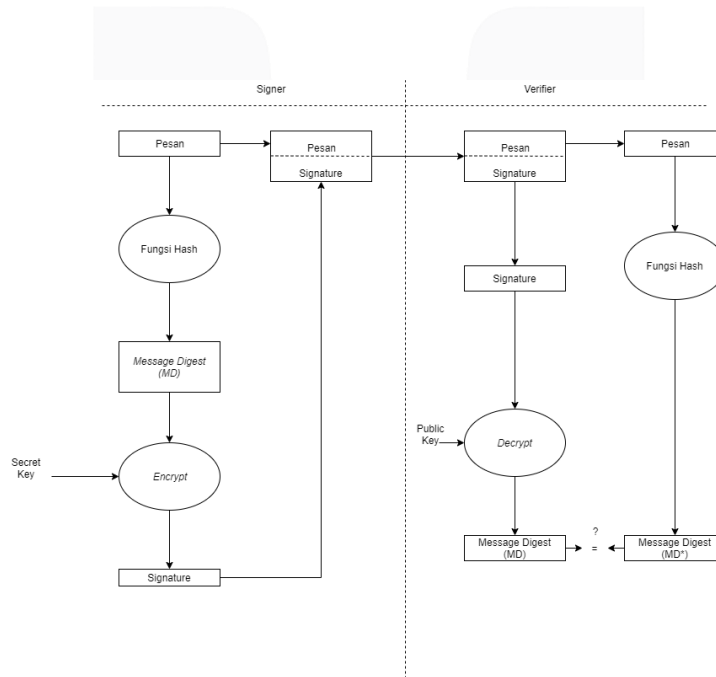 Signer
Verifier
Pesan
Pesan
Signature
Pesan
Signature
Pesan
Fungsi Hash
Signature
Fungsi Hash
Message Digest
(MD)
Public
Key
Decrypt
Secret
Key
Encrypt
Message Digest
(MD)
?
=
Message Digest
(MD*)
Signature